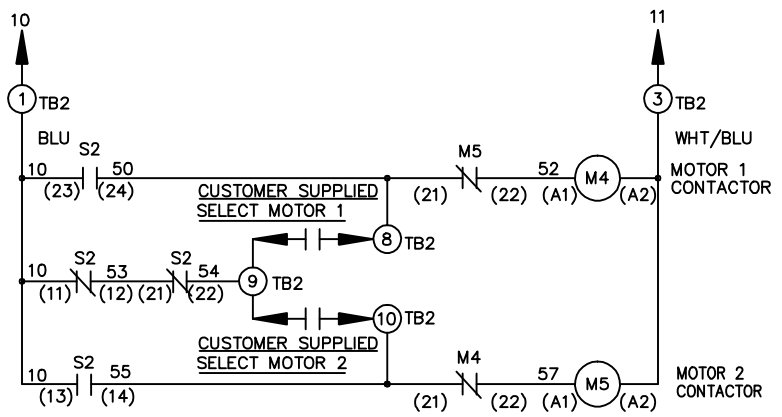 10 11
1 TB2 3 TB2
BLU WHT/BLU
S2 M5
10 50 52 M4 MOTOR 1
(23) (24) (21) (22) (A1) (A2) CONTACTOR
CUSTOMER SUPPLIED
SELECT MOTOR 1
8 TB2
S2 S2
10 53 54 9 TB2
(11) (12) (21) (22)
10 TB2
CUSTOMER SUPPLIED
SELECT MOTOR 2
S2 M4
10 55 57 M5 MOTOR 2
(13) (14) (21) (22) (A1) (A2) CONTACTOR